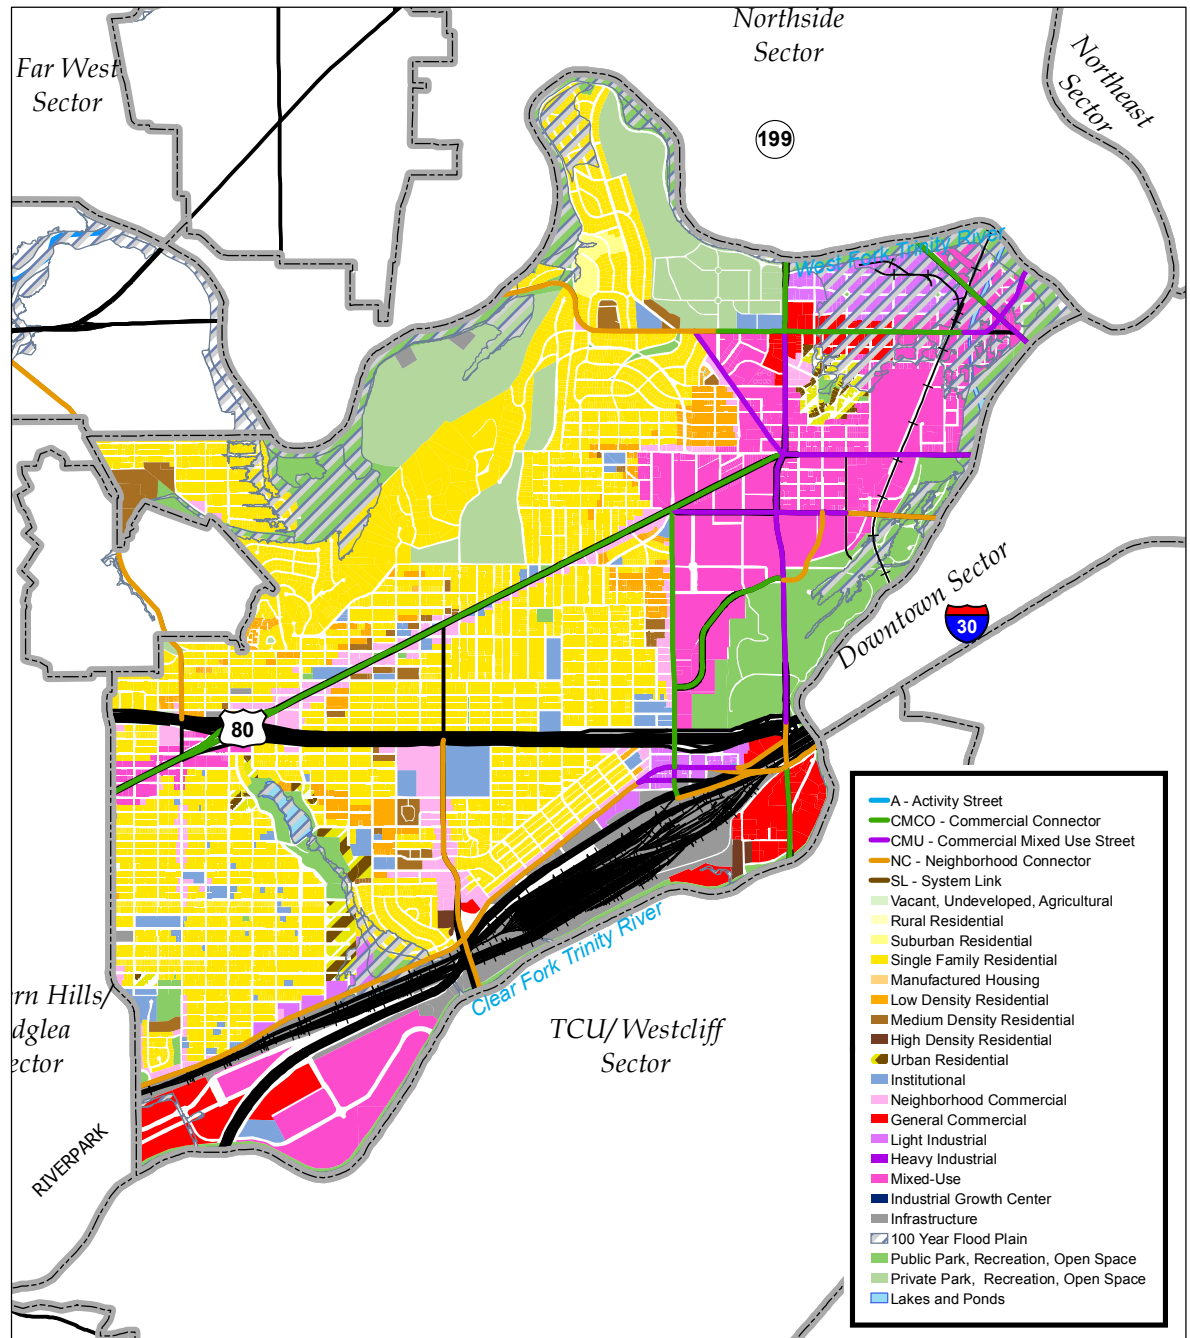 Northside
Sector
Far West
Sector
Northeast
Sector
199
West Fork Trinity River
Downtown Sector
30
80
Clear Fork Trinity River
ern Hills/
dglea
ector
TCU/Westcliff
Sector
RIVERPARK
A - Activity Street
CMCO - Commercial Connector
CMU - Commercial Mixed Use Street
NC - Neighborhood Connector
SL - System Link
Vacant, Undeveloped, Agricultural
Rural Residential
Suburban Residential
Single Family Residential
Manufactured Housing
Low Density Residential
Medium Density Residential
High Density Residential
Urban Residential
Institutional
Neighborhood Commercial
General Commercial
Light Industrial
Heavy Industrial
Mixed-Use
Industrial Growth Center
Infrastructure
100 Year Flood Plain
Public Park, Recreation, Open Space
Private Park, Recreation, Open Space
Lakes and Ponds